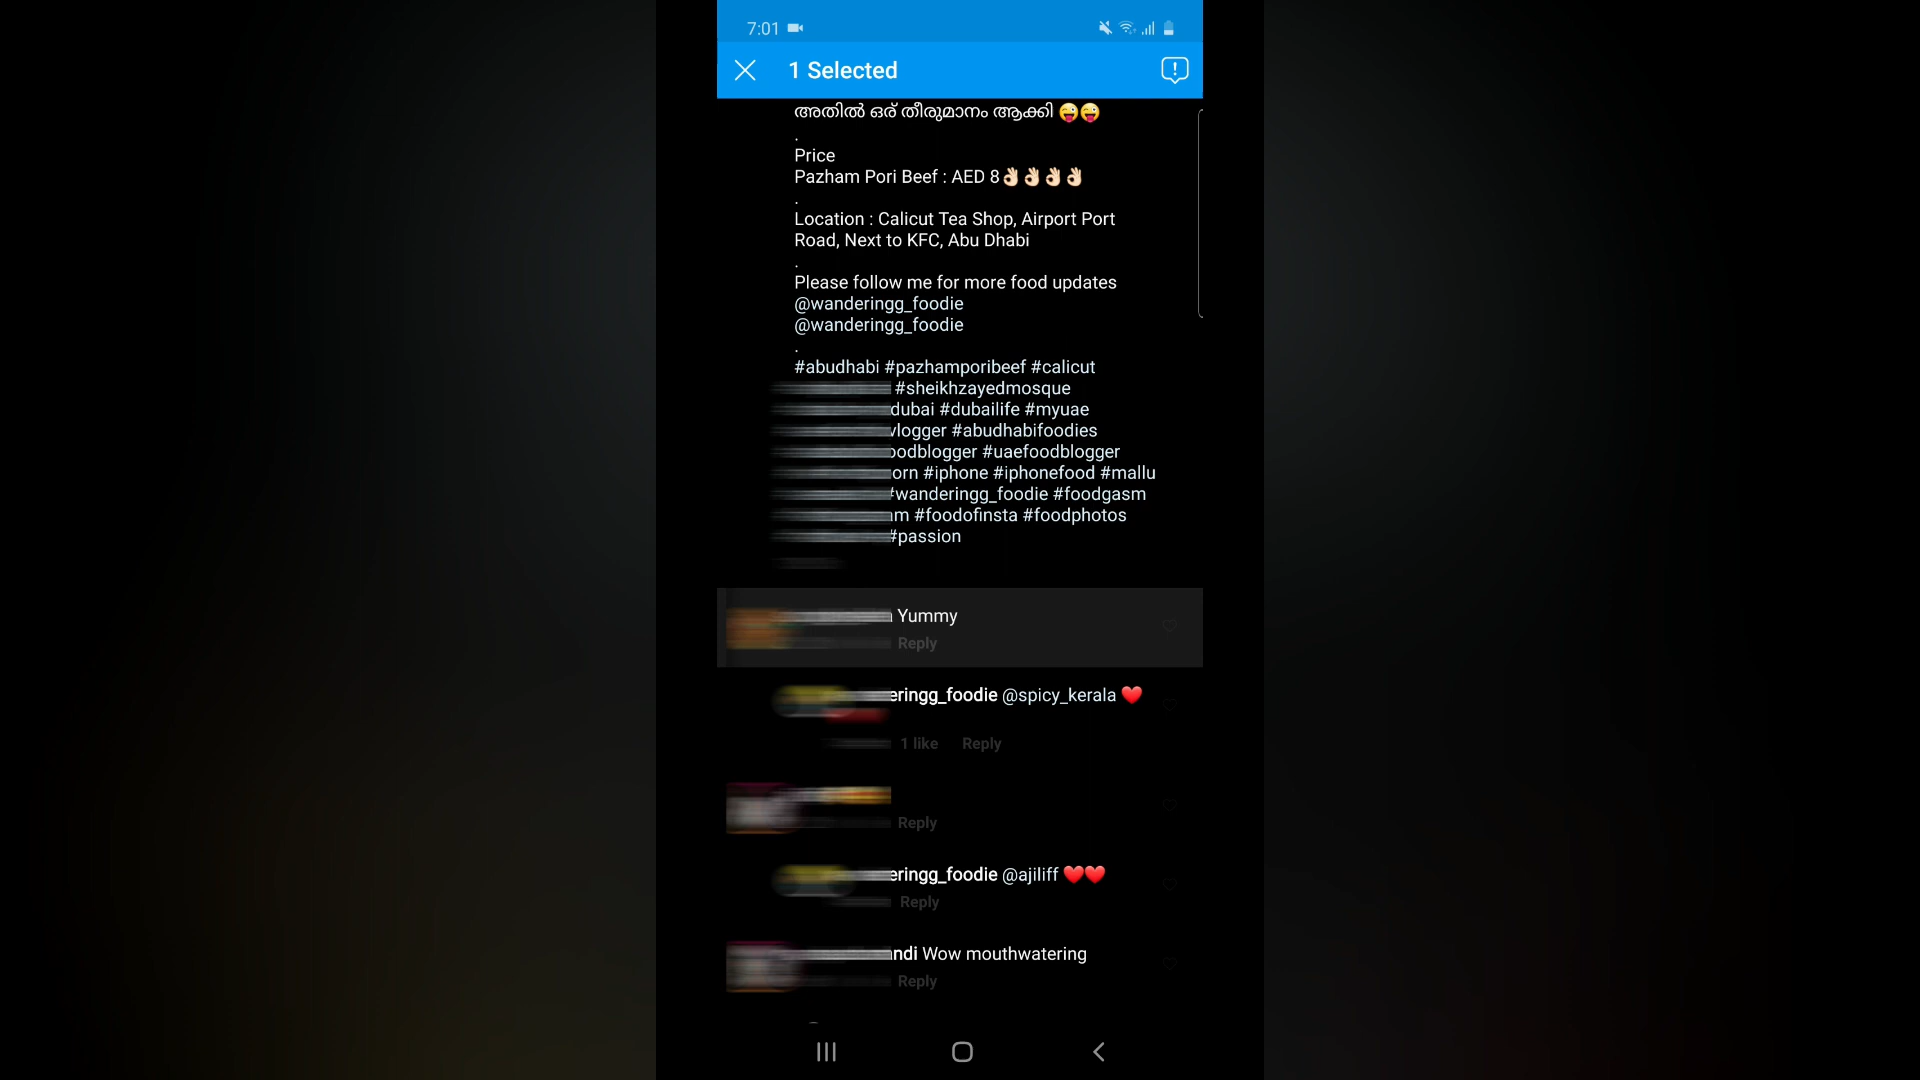 7:01
1 Selected
അതിൽ ഒര് തീരുമാനം ആക്കി 😜😜
.
Price
Pazham Pori Beef : AED 8👌🏻👌🏻👌🏻👌🏻
.
Location : Calicut Tea Shop, Airport Port
Road, Next to KFC, Abu Dhabi
.
Please follow me for more food updates
@wanderingg_foodie
@wanderingg_foodie
.
#abudhabi #pazhamporibeef #calicut
#sheikhzayedmosque
dubai #dubailife #myuae
vlogger #abudhabifoodies
oodblogger #uaefoodblogger
orn #iphone #iphonefood #mallu
#wanderingg_foodie #foodgasm
am #foodofinsta #foodphotos
#passion
Yummy
Reply
eringg_foodie @spicy_kerala ❤️
1 like Reply
Reply
eringg_foodie @ajiliff ❤️❤️
Reply
andi Wow mouthwatering
Reply